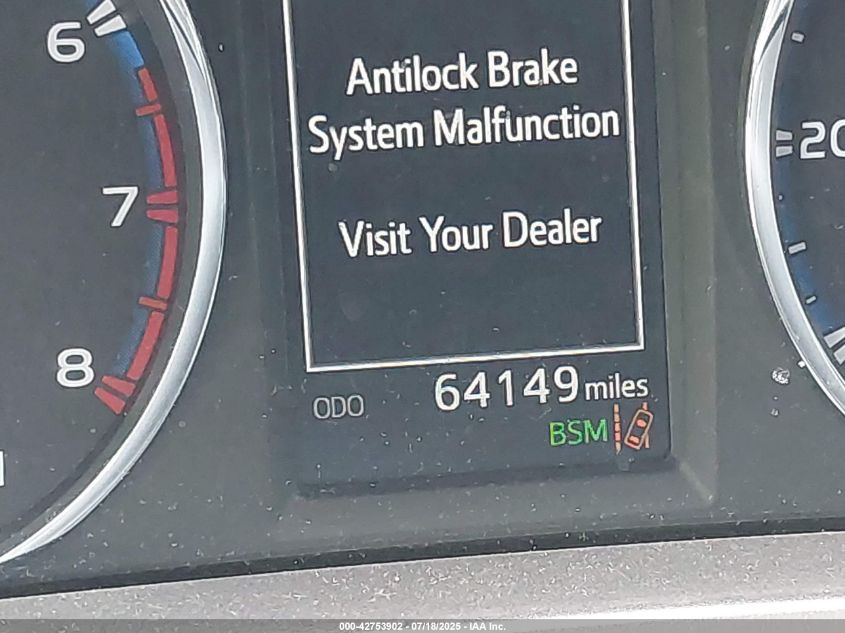 6
Antilock Brake
System Malfunction
20
7
Visit Your Dealer
8
ODO 64149 miles
BSM
000-42753902 - 07/18/2025 - IAA Inc.